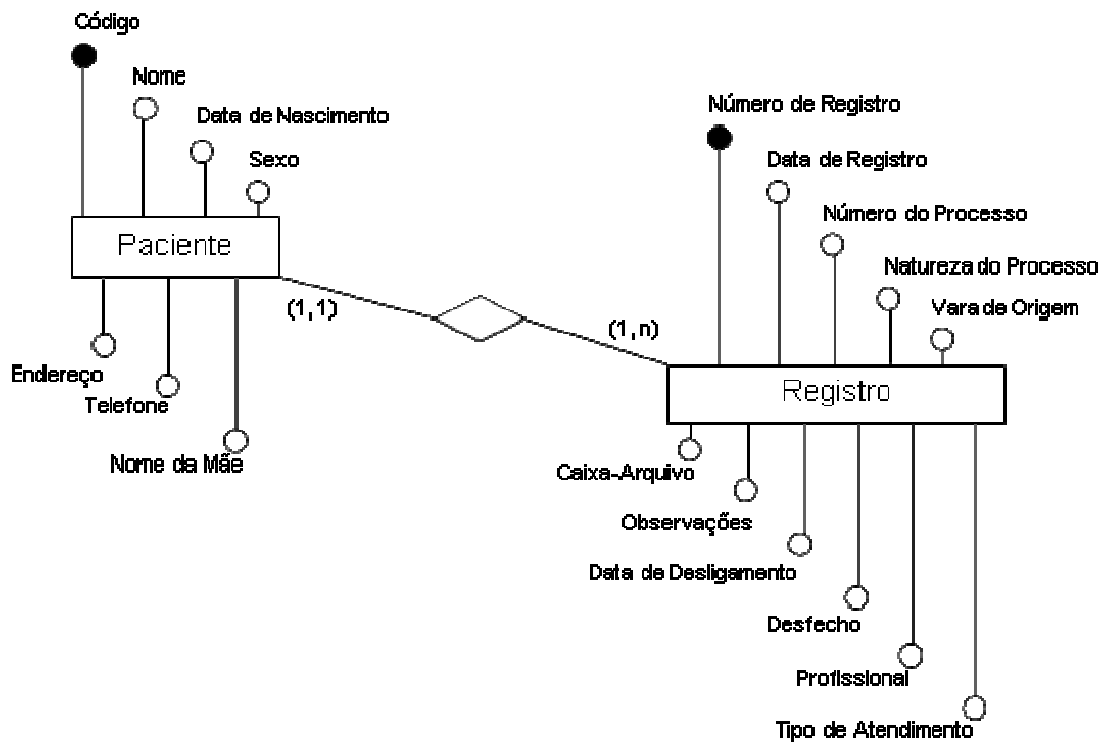 Código
Nome
Data de Nascimento
Sexo
Paciente
Endereço
Telefone
Nome da Mãe
(1,1)
(1,n)
Número de Registro
Data de Registro
Número do Processo
Natureza do Processo
Vara de Origem
Registro
Caixa-Arquivo
Observações
Data de Desligamento
Desfecho
Profissional
Tipo de Atendimento